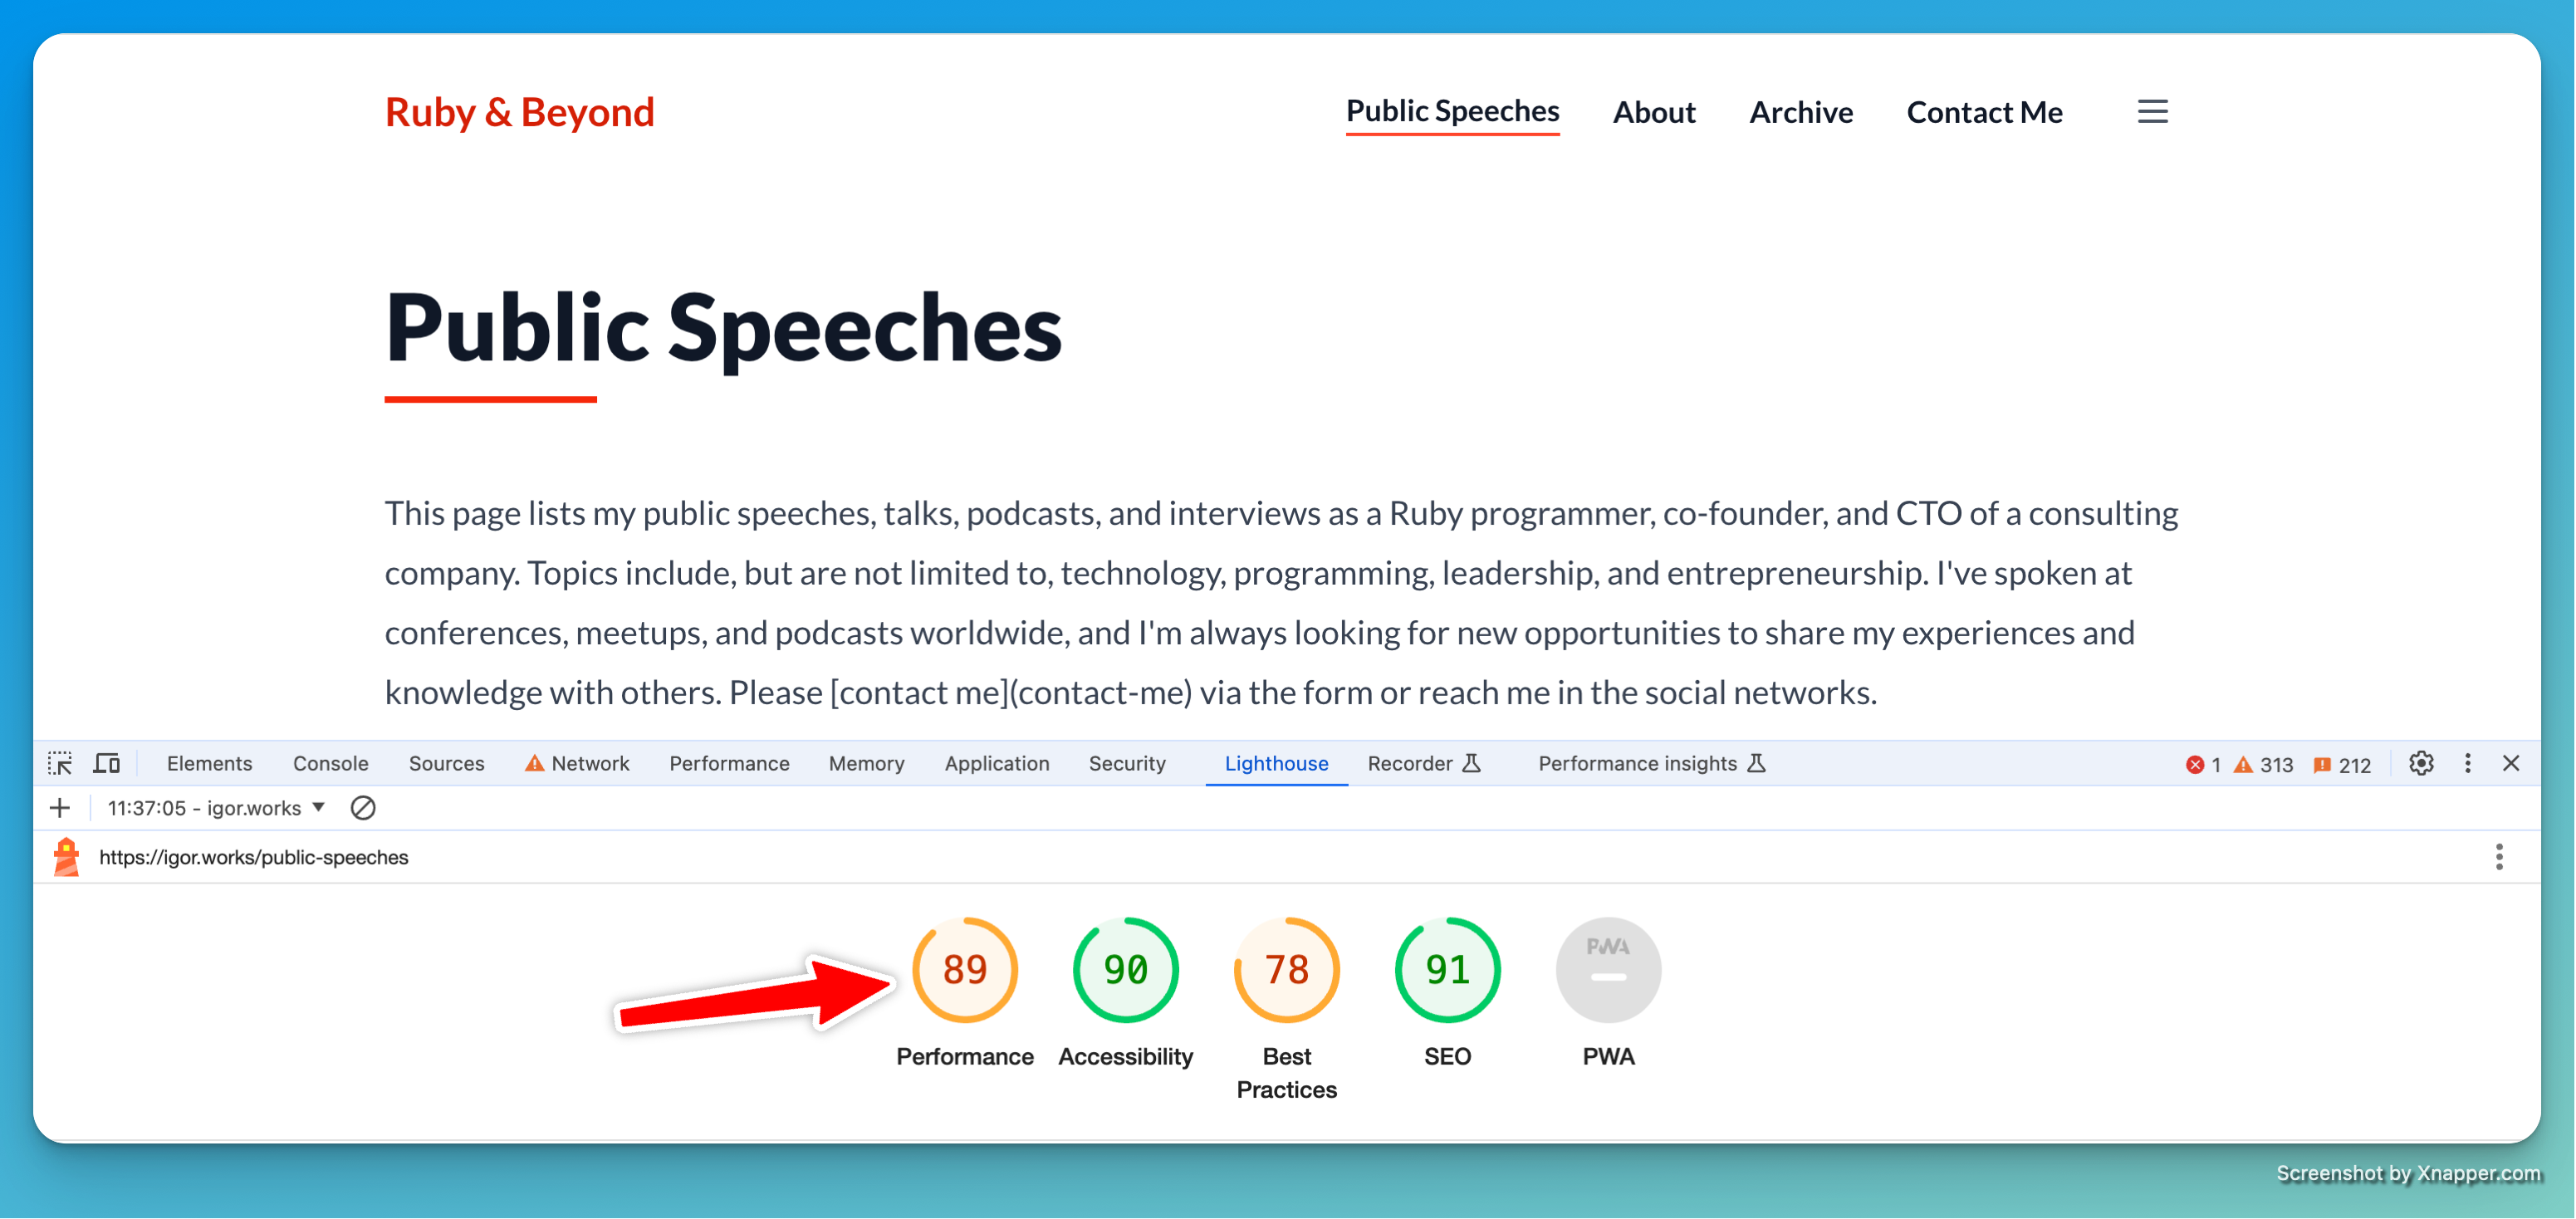 Ruby & Beyond
Public Speeches About Archive Contact Me
Public Speeches
This page lists my public speeches, talks, podcasts, and interviews as a Ruby programmer, co-founder, and CTO of a consulting
company. Topics include, but are not limited to, technology, programming, leadership, and entrepreneurship. I've spoken at
conferences, meetups, and podcasts worldwide, and I'm always looking for new opportunities to share my experiences and
knowledge with others. Please [contact me](contact-me) via the form or reach me in the social networks.
Elements Console Sources Network Performance Memory Application Security Lighthouse Recorder Performance insights 1 313 212
11:37:05 - igor.works
https://igor.works/public-speeches
89 90 78 91 PWA
Performance Accessibility Best Practices SEO PWA
Screenshot by Xnapper.com